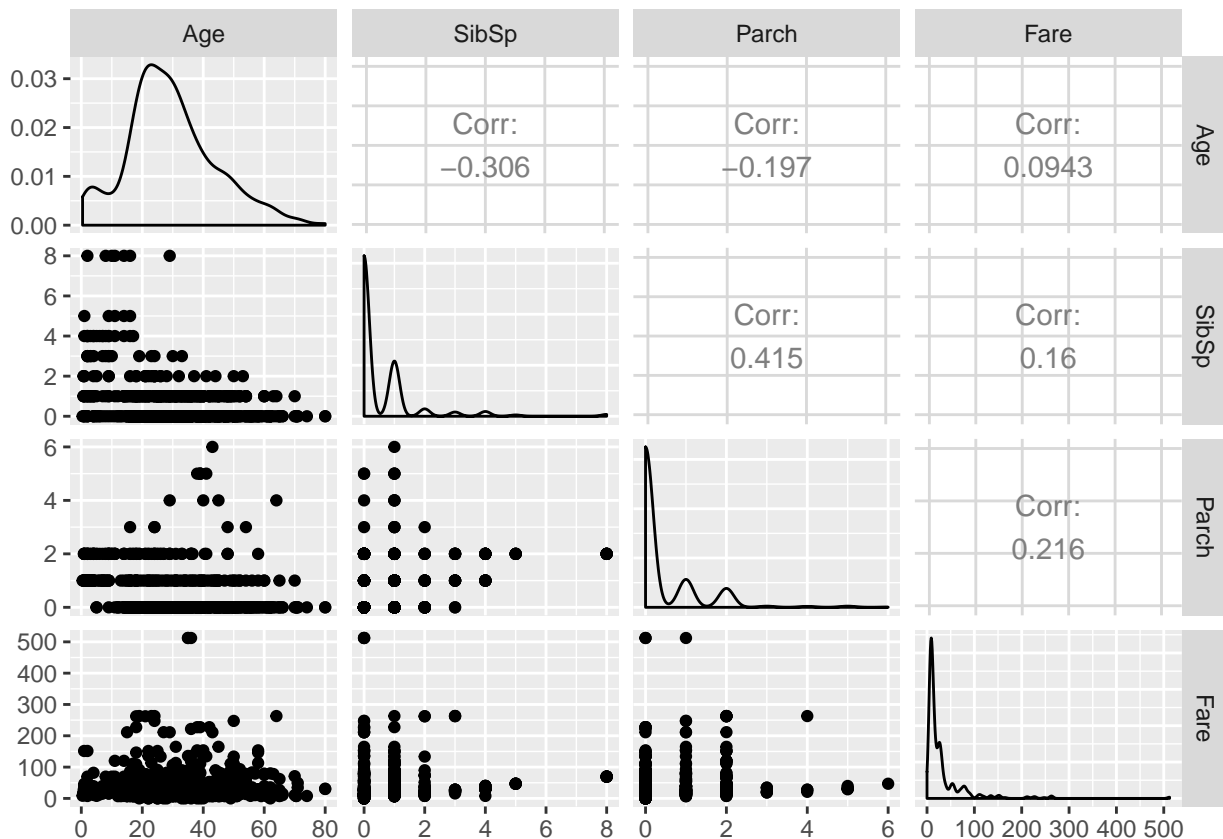 Age SibSp Parch Fare
0.03
0.02
0.01
0.00
Corr:
−0.306
Corr:
−0.197
Corr:
0.0943
Age
8
6
4
2
0
Corr:
0.415
Corr:
0.16
SibSp
6
4
2
0
Corr:
0.216
Parch
500
400
300
200
100
0
Fare
0 20 40 60 80 0 2 4 6 8 0 2 4 6 0 100 200 300 400 500